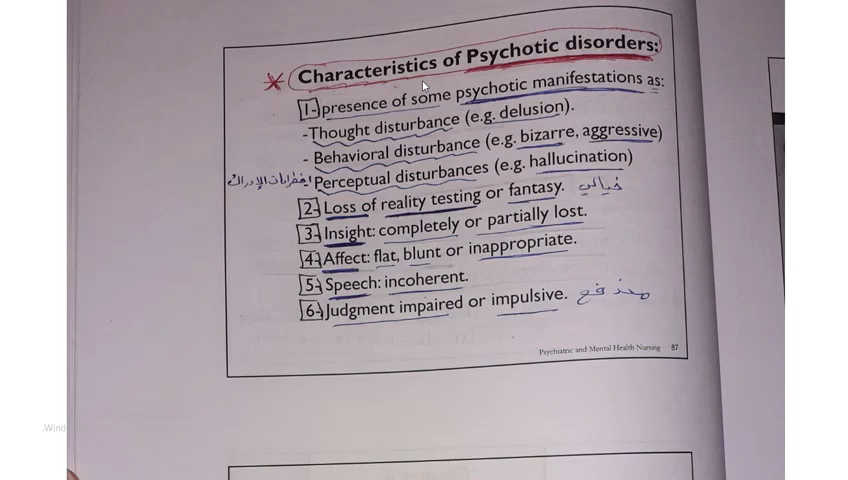 Characteristics of Psychotic disorders:
1- presence of some psychotic manifestations as:
-Thought disturbance (e.g. delusion).
- Behavioral disturbance (e.g. bizarre, aggressive)
اضطرابات الإدراك Perceptual disturbances (e.g. hallucination)
2- Loss of reality testing or fantasy. خيالي
3- Insight: completely or partially lost.
4- Affect: flat, blunt or inappropriate.
5- Speech: incoherent.
6- Judgment impaired or impulsive. مندفع
Psychiatric and Mental Health Nursing 87
.Wind